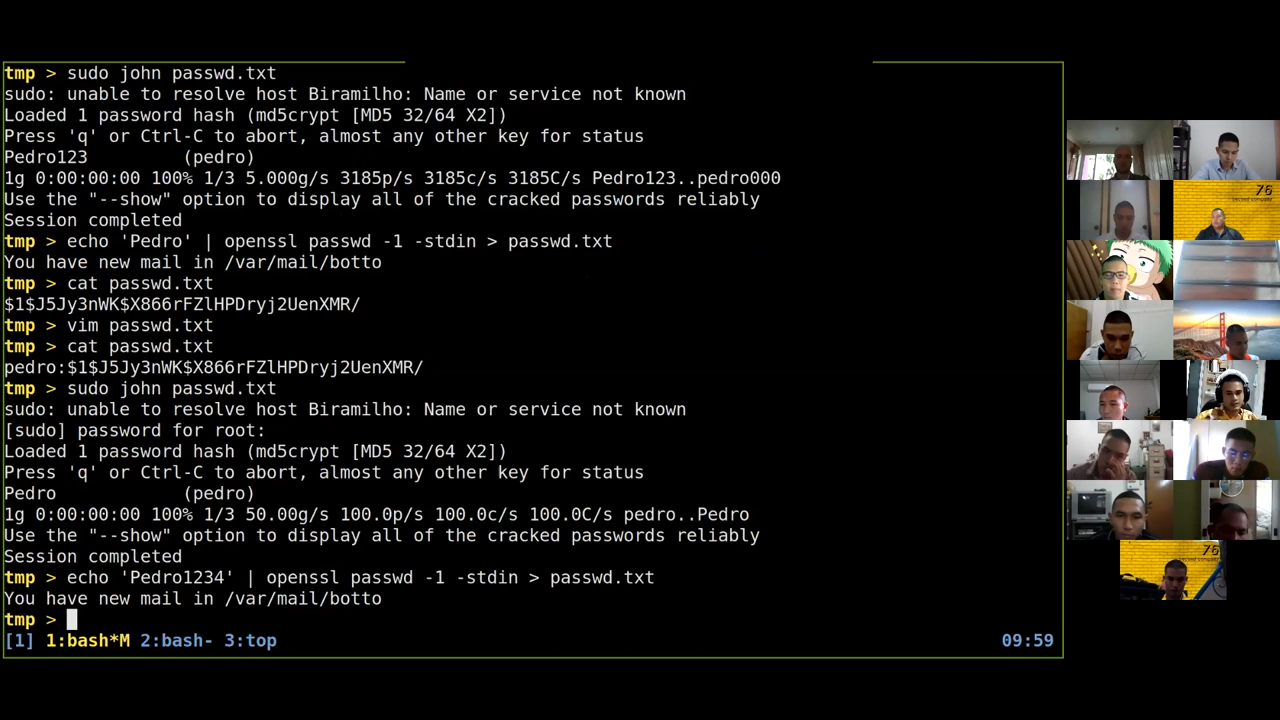 tmp > sudo john passwd.txt
sudo: unable to resolve host Biramilho: Name or service not known
Loaded 1 password hash (md5crypt [MD5 32/64 X2])
Press 'q' or Ctrl-C to abort, almost any other key for status
Pedro123         (pedro)
1g 0:00:00:00 100% 1/3 5.000g/s 3185p/s 3185c/s 3185C/s Pedro123..pedro000
Use the "--show" option to display all of the cracked passwords reliably
Session completed
tmp > echo 'Pedro' | openssl passwd -1 -stdin > passwd.txt
You have new mail in /var/mail/botto
tmp > cat passwd.txt
$1$J5Jy3nWK$X866rFZlHPDryj2UenXMR/
tmp > vim passwd.txt
tmp > cat passwd.txt
pedro:$1$J5Jy3nWK$X866rFZlHPDryj2UenXMR/
tmp > sudo john passwd.txt
sudo: unable to resolve host Biramilho: Name or service not known
[sudo] password for root:
Loaded 1 password hash (md5crypt [MD5 32/64 X2])
Press 'q' or Ctrl-C to abort, almost any other key for status
Pedro            (pedro)
1g 0:00:00:00 100% 1/3 50.00g/s 100.0p/s 100.0c/s 100.0C/s pedro..Pedro
Use the "--show" option to display all of the cracked passwords reliably
Session completed
tmp > echo 'Pedro1234' | openssl passwd -1 -stdin > passwd.txt
You have new mail in /var/mail/botto
tmp >
[1] 1:bash*M 2:bash- 3:top 09:59
76
76